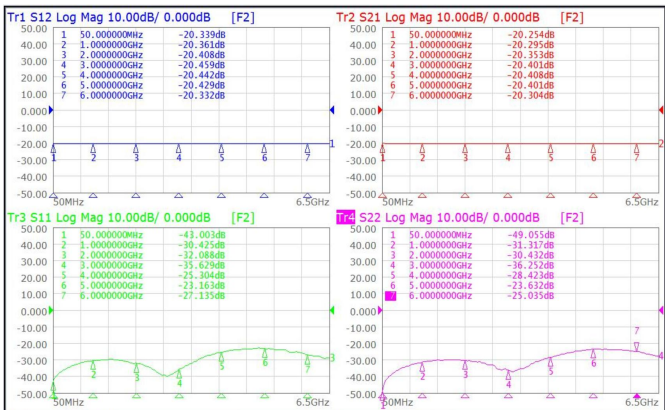 Tr1 S12 Log Mag 10.00dB/ 0.000dB [F2]
50.00
40.00
30.00
20.00
10.00
0.000
-10.00
-20.00
-30.00
-40.00
-50.00
1 50.000000MHz -20.339dB
2 1.0000000GHz -20.361dB
3 2.0000000GHz -20.408dB
4 3.0000000GHz -20.459dB
5 4.0000000GHz -20.442dB
6 5.0000000GHz -20.429dB
7 6.0000000GHz -20.332dB
1
1 2 3 4 5 6 7
50MHz 6.5GHz
Tr2 S21 Log Mag 10.00dB/ 0.000dB [F2]
50.00
40.00
30.00
20.00
10.00
0.000
-10.00
-20.00
-30.00
-40.00
-50.00
1 50.000000MHz -20.254dB
2 1.0000000GHz -20.295dB
3 2.0000000GHz -20.353dB
4 3.0000000GHz -20.401dB
5 4.0000000GHz -20.408dB
6 5.0000000GHz -20.401dB
7 6.0000000GHz -20.304dB
2
1 2 3 4 5 6 7
50MHz 6.5GHz
Tr3 S11 Log Mag 10.00dB/ 0.000dB [F2]
50.00
40.00
30.00
20.00
10.00
0.000
-10.00
-20.00
-30.00
-40.00
-50.00
1 50.000000MHz -43.003dB
2 1.0000000GHz -30.425dB
3 2.0000000GHz -32.088dB
4 3.0000000GHz -35.629dB
5 4.0000000GHz -25.304dB
6 5.0000000GHz -23.163dB
7 6.0000000GHz -27.135dB
3
1 2 3 4 5 6 7
50MHz 6.5GHz
Tr4 S22 Log Mag 10.00dB/ 0.000dB [F2]
50.00
40.00
30.00
20.00
10.00
0.000
-10.00
-20.00
-30.00
-40.00
-50.00
1 50.000000MHz -49.055dB
2 1.0000000GHz -31.317dB
3 2.0000000GHz -30.432dB
4 3.0000000GHz -36.252dB
5 4.0000000GHz -28.423dB
6 5.0000000GHz -23.632dB
7 6.0000000GHz -25.035dB
7
4
1 2 3 4 5 6
50MHz 6.5GHz